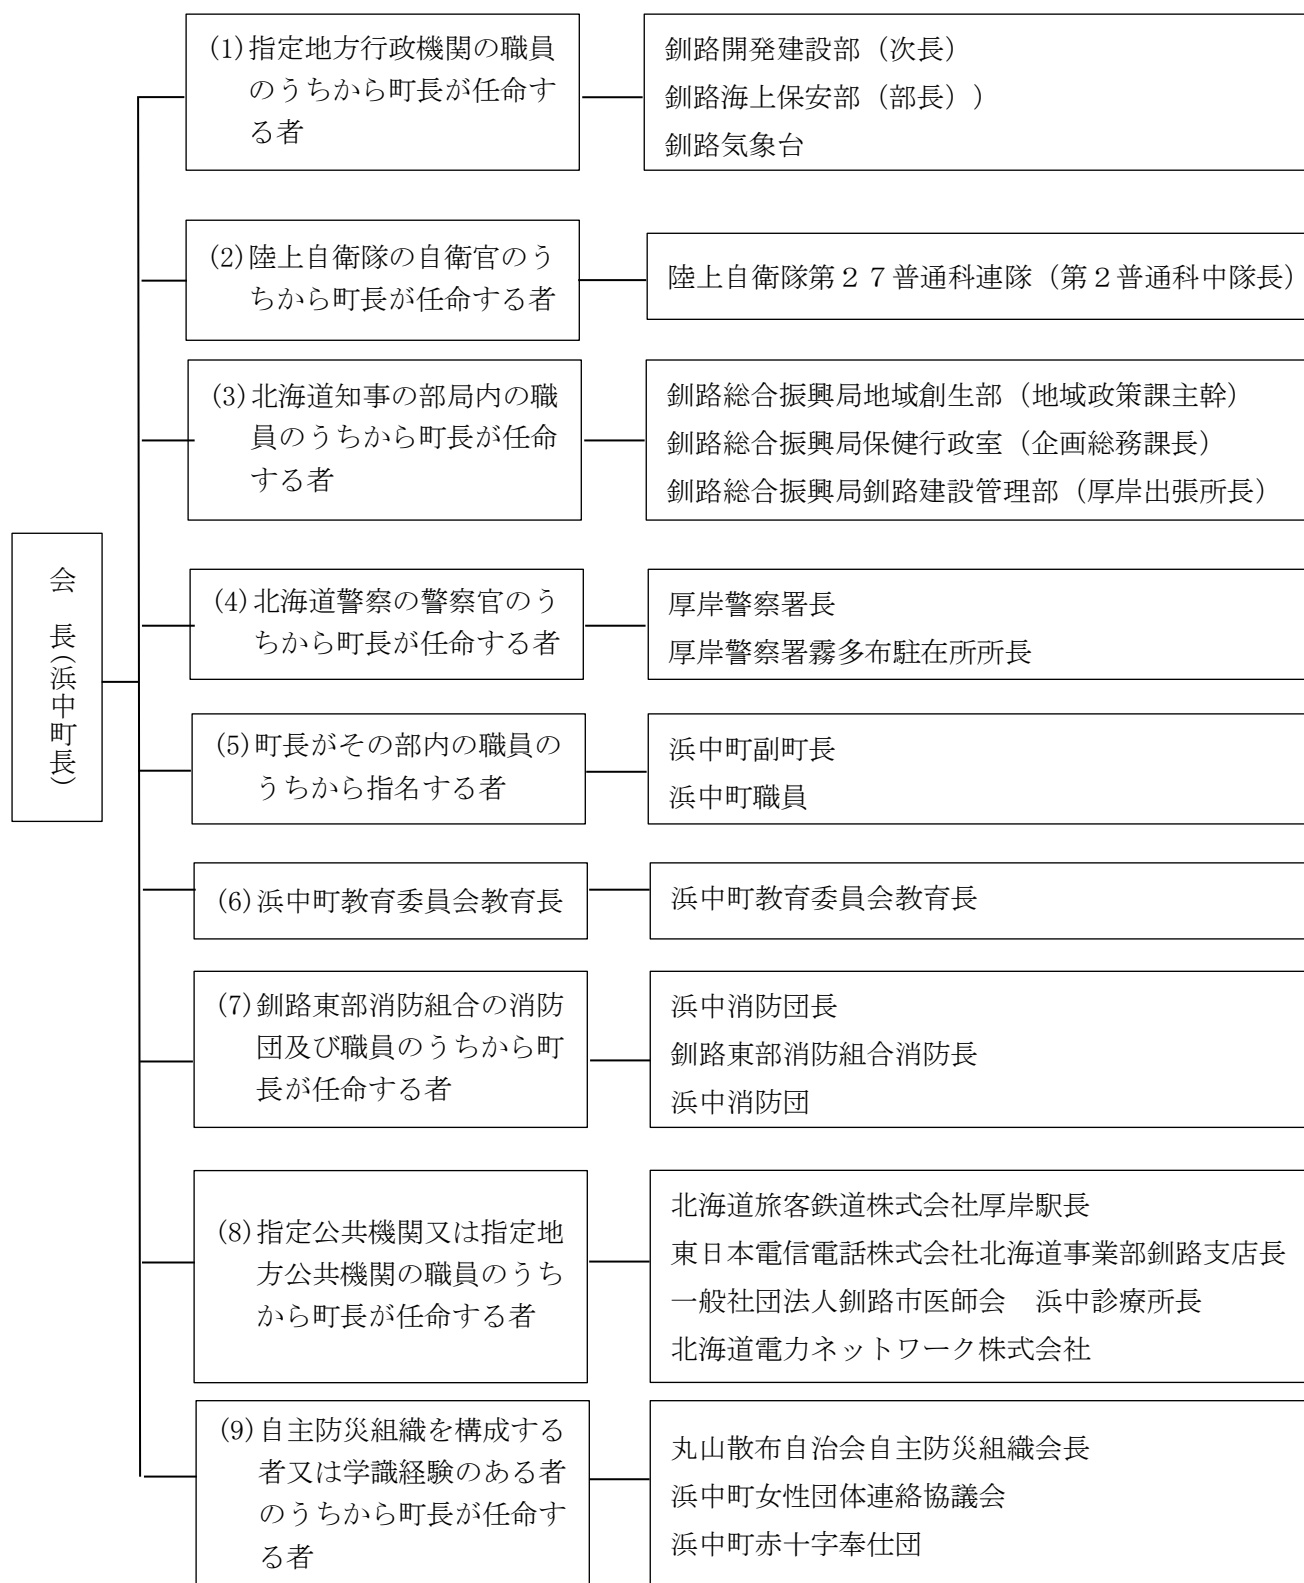 会　長（浜中町長）
(1)指定地方行政機関の職員
のうちから町長が任命す
る者
釧路開発建設部（次長）
釧路海上保安部（部長））
釧路気象台
(2)陸上自衛隊の自衛官のう
ちから町長が任命する者
陸上自衛隊第２７普通科連隊（第２普通科中隊長）
(3)北海道知事の部局内の職
員のうちから町長が任命
する者
釧路総合振興局地域創生部（地域政策課主幹）
釧路総合振興局保健行政室（企画総務課長）
釧路総合振興局釧路建設管理部（厚岸出張所長）
(4)北海道警察の警察官のう
ちから町長が任命する者
厚岸警察署長
厚岸警察署霧多布駐在所所長
(5)町長がその部内の職員の
うちから指名する者
浜中町副町長
浜中町職員
(6)浜中町教育委員会教育長
浜中町教育委員会教育長
(7)釧路東部消防組合の消防
団及び職員のうちから町
長が任命する者
浜中消防団長
釧路東部消防組合消防長
浜中消防団
(8)指定公共機関又は指定地
方公共機関の職員のうち
から町長が任命する者
北海道旅客鉄道株式会社厚岸駅長
東日本電信電話株式会社北海道事業部釧路支店長
一般社団法人釧路市医師会　浜中診療所長
北海道電力ネットワーク株式会社
(9)自主防災組織を構成する
者又は学識経験のある者
のうちから町長が任命す
る者
丸山散布自治会自主防災組織会長
浜中町女性団体連絡協議会
浜中町赤十字奉仕団